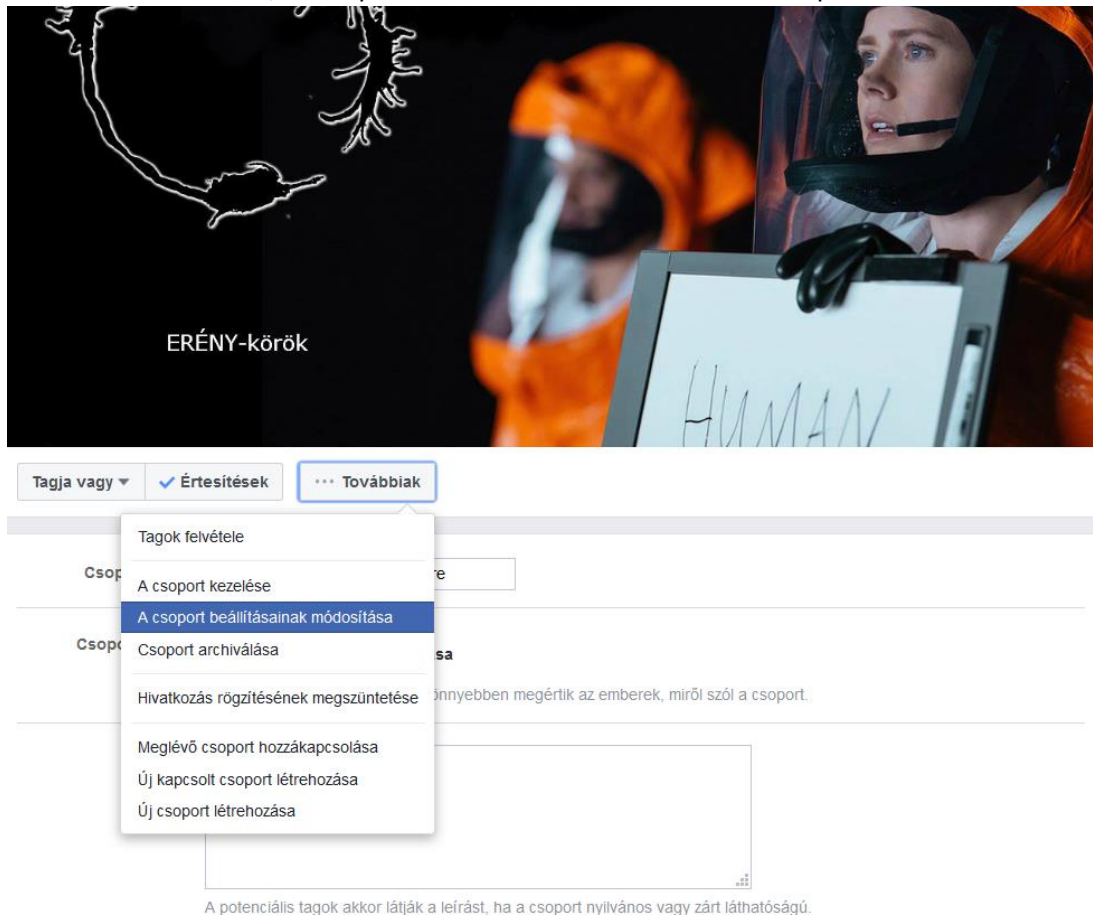 ERÉNY-körök
HUMAN
Tagja vagy
Értesítések
Továbbiak
Tagok felvétele
A csoport kezelése
A csoport beállításainak módosítása
Csoport archiválása
Hivatkozás rögzítésének megszüntetése
megértik az emberek, miről szól a csoport.
Meglévő csoport hozzákapcsolása
Új kapcsolt csoport létrehozása
Új csoport létrehozása
A potenciális tagok akkor látják a leírást, ha a csoport nyilvános vagy zárt láthatóságú.